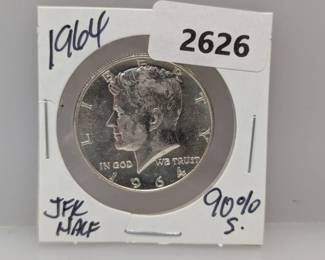 1964
2626
LIBERTY
IN GOD WE TRUST
1964
JFK
HALF
90%
S.